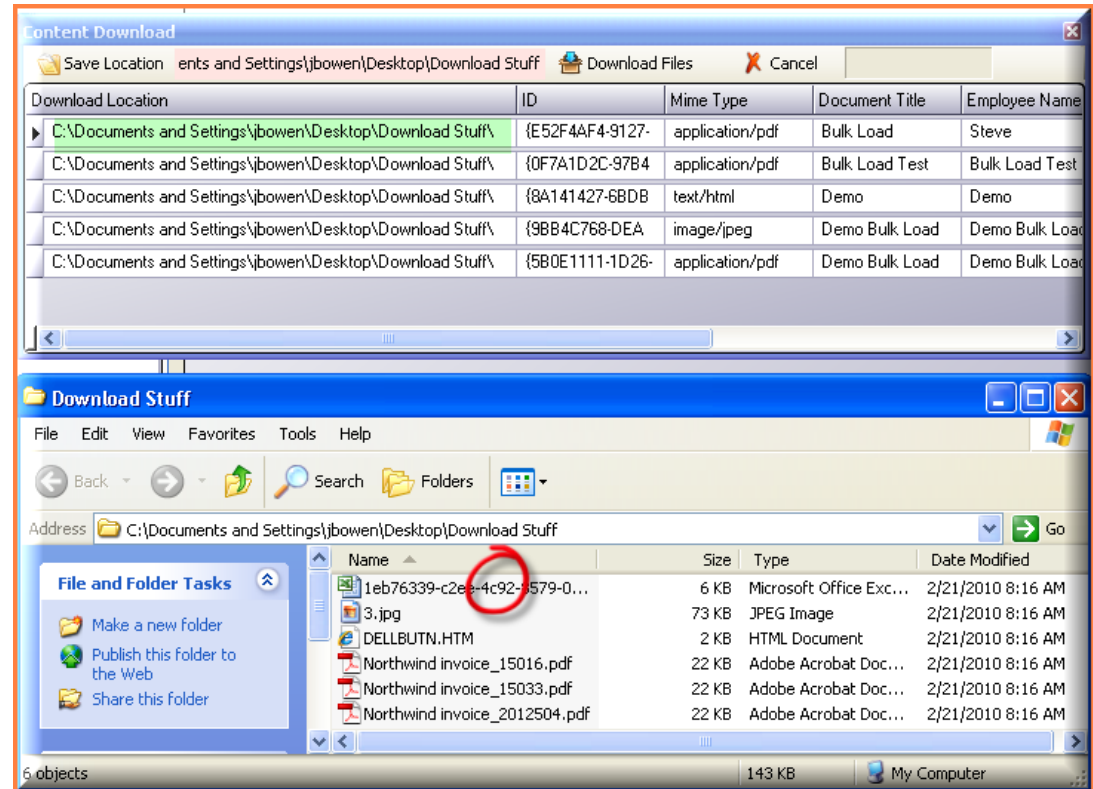 Content Download
Save Location ents and Settings\jbowen\Desktop\Download Stuff Download Files Cancel
Download Location ID Mime Type Document Title Employee Name
C:\Documents and Settings\jbowen\Desktop\Download Stuff\ {E52F4AF4-9127- application/pdf Bulk Load Steve
C:\Documents and Settings\jbowen\Desktop\Download Stuff\ {0F7A1D2C-97B4 application/pdf Bulk Load Test Bulk Load Test
C:\Documents and Settings\jbowen\Desktop\Download Stuff\ {8A141427-6BDB text/html Demo Demo
C:\Documents and Settings\jbowen\Desktop\Download Stuff\ {9BB4C768-DEA image/jpeg Demo Bulk Load Demo Bulk Load
C:\Documents and Settings\jbowen\Desktop\Download Stuff\ {5B0E1111-1D26- application/pdf Demo Bulk Load Demo Bulk Load
Download Stuff
File Edit View Favorites Tools Help
Back Search Folders
Address C:\Documents and Settings\jbowen\Desktop\Download Stuff Go
Name Size Type Date Modified
File and Folder Tasks
1eb76339-c2ee-4c92-8579-0... 6 KB Microsoft Office Exc... 2/21/2010 8:16 AM
3.jpg 73 KB JPEG Image 2/21/2010 8:16 AM
Make a new folder
DELLBUTN.HTM 2 KB HTML Document 2/21/2010 8:16 AM
Publish this folder to
the Web
Northwind invoice_15016.pdf 22 KB Adobe Acrobat Doc... 2/21/2010 8:16 AM
Northwind invoice_15033.pdf 22 KB Adobe Acrobat Doc... 2/21/2010 8:16 AM
Share this folder
Northwind invoice_2012504.pdf 22 KB Adobe Acrobat Doc... 2/21/2010 8:16 AM
6 objects 143 KB My Computer